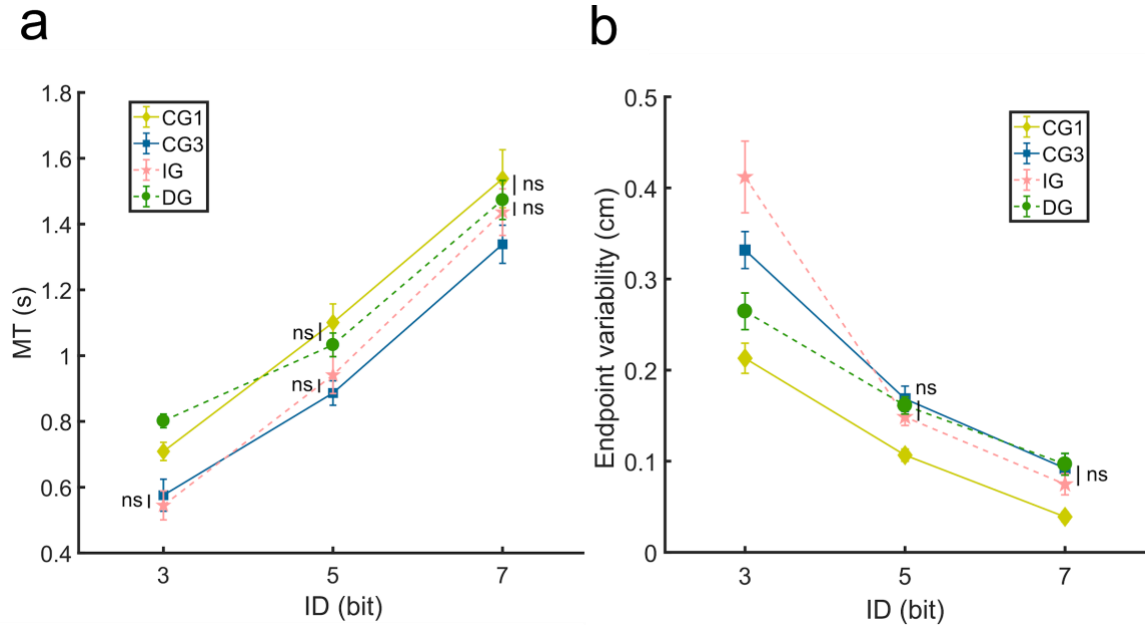 a
1.8
1.6
1.4
1.2
1
0.8
0.6
0.4
MT (s)
CG1
CG3
IG
DG
ns
ns
ns
ns
ns
3
5
7
ID (bit)
b
0.5
0.4
0.3
0.2
0.1
0
Endpoint variability (cm)
CG1
CG3
IG
DG
ns
ns
3
5
7
ID (bit)